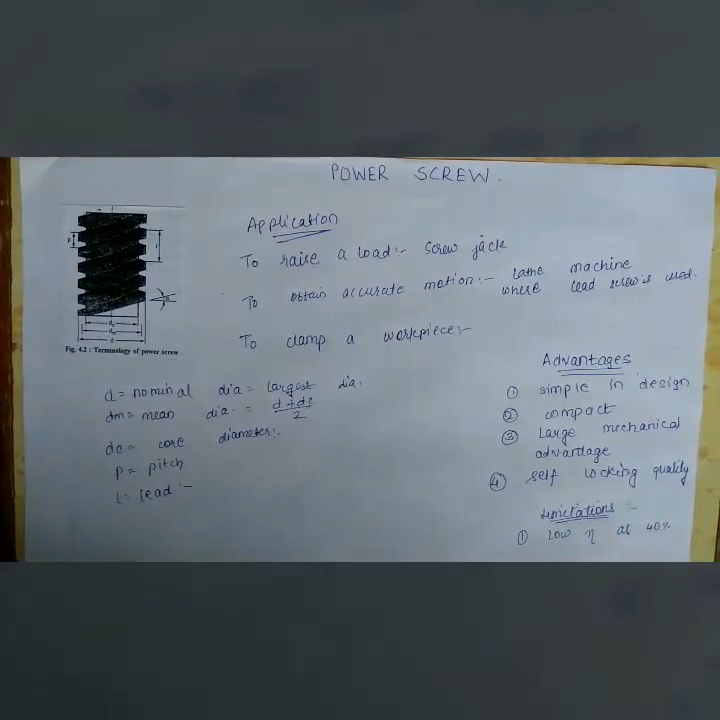 POWER SCREW.
Application
To raise a load:- screw jack
To obtain accurate motion:- lathe machine
where lead screw is used.
To clamp a workpiece:-
Fig. 4.2 : Terminology of power screw
d = nominal dia = largest dia.
dm = mean dia. = d + dc / 2
dc = core diameter:-
P = pitch
l = lead :-
Advantages
① simple in design
② compact
③ Large mechanical
advantage
④ self locking quality
Limitations :-
① Low η as 40%